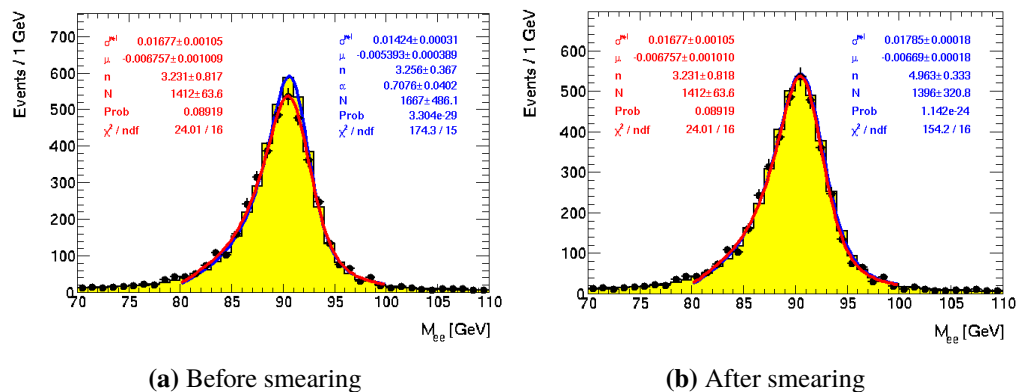 Events / 1 GeV
700
600
500
400
300
200
100
0
σʳᵉˡ 0.01677±0.00105
μ -0.006757±0.001009
n 3.231±0.817
N 1412±63.6
Prob 0.08919
χ² / ndf 24.01 / 16
σʳᵉˡ 0.01424±0.00031
μ -0.005393±0.000389
n 3.256±0.367
α 0.7076±0.0402
N 1667±486.1
Prob 3.304e-29
χ² / ndf 174.3 / 15
70 75 80 85 90 95 100 105 110
M_ee [GeV]
(a) Before smearing
Events / 1 GeV
600
500
400
300
200
100
0
σʳᵉˡ 0.01677±0.00105
μ -0.006757±0.001010
n 3.231±0.818
N 1412±63.6
Prob 0.08919
χ² / ndf 24.01 / 16
σʳᵉˡ 0.01785±0.00018
μ -0.00669±0.00018
n 4.963±0.333
N 1396±320.8
Prob 1.142e-24
χ² / ndf 154.2 / 16
70 75 80 85 90 95 100 105 110
M_ee [GeV]
(b) After smearing